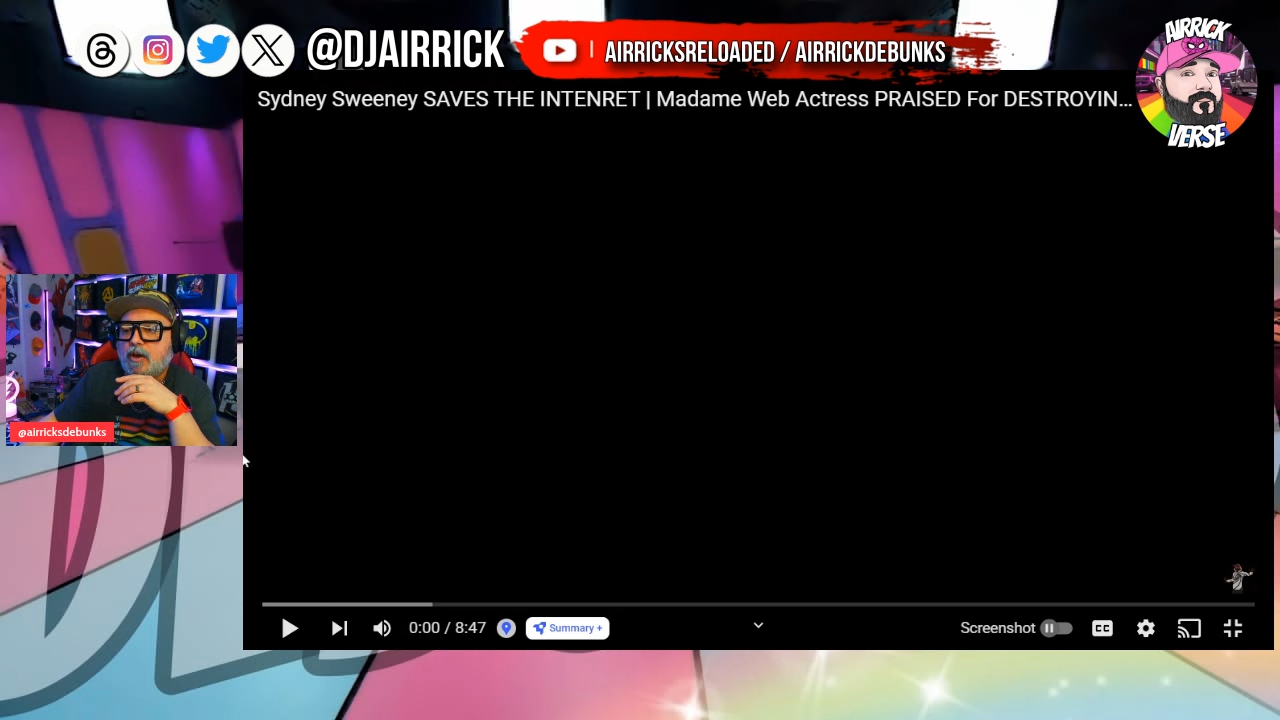 @DJAIRRICK
AIRRICKSRELOADED / AIRRICKDEBUNKS
AIRRICK
VERSE
Sydney Sweeney SAVES THE INTENRET | Madame Web Actress PRAISED For DESTROYIN...
@airricksdebunks
0:00 / 8:47
Summary +
Screenshot
CC